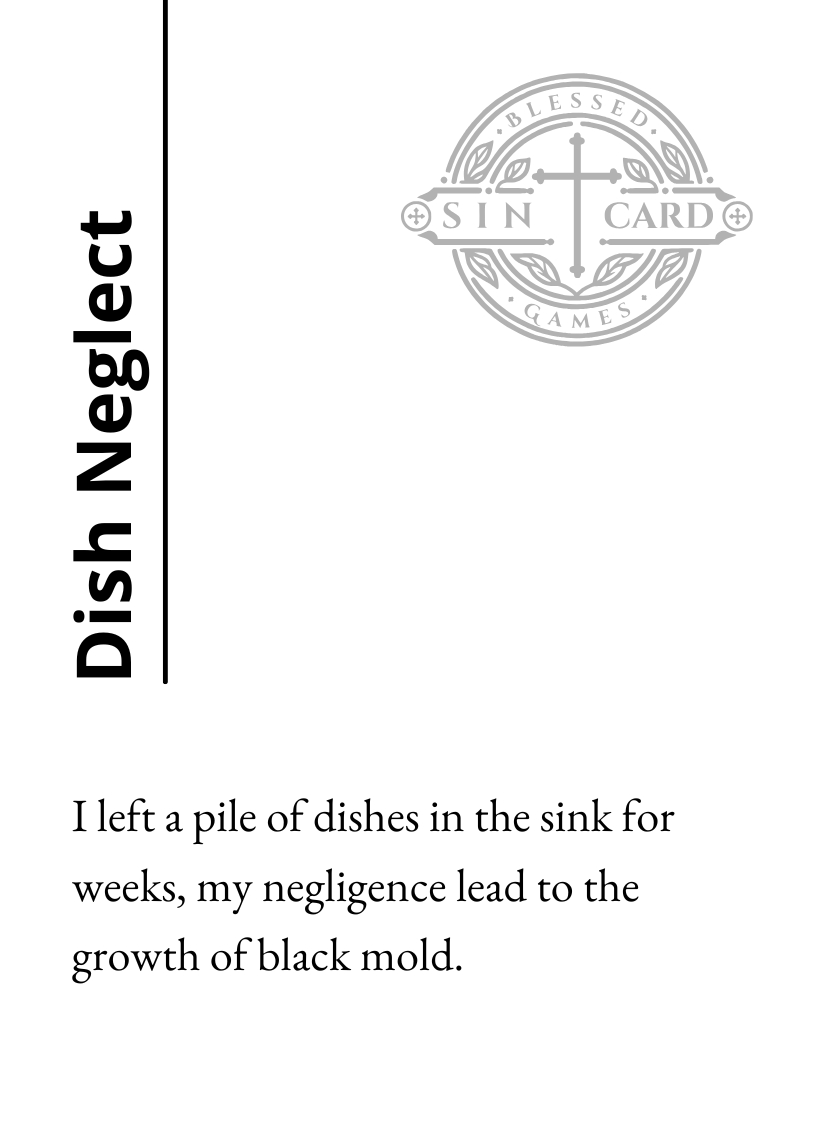 BLESSED
SIN CARD
GAMES
Dish Neglect
I left a pile of dishes in the sink for
weeks, my negligence lead to the
growth of black mold.